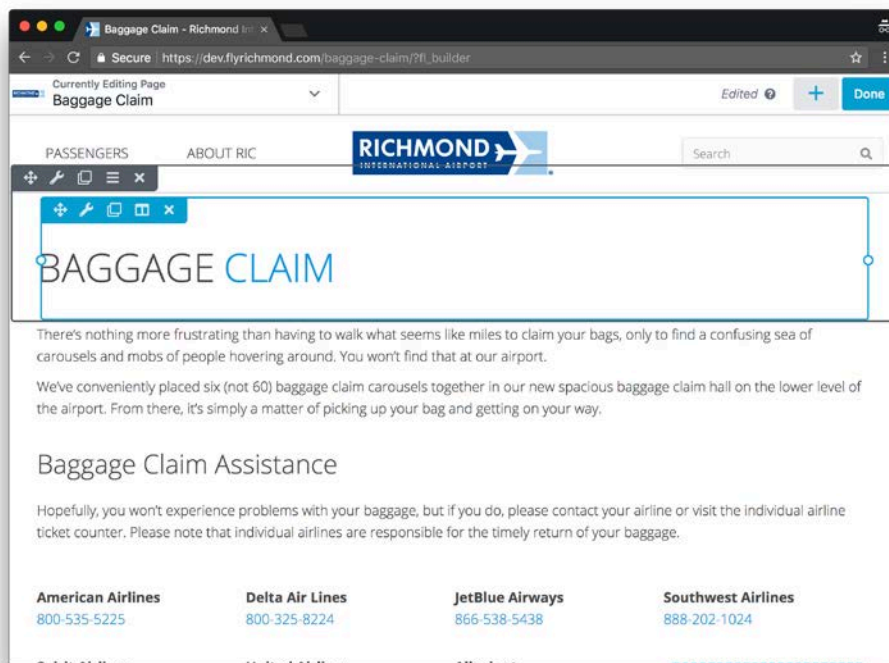 Baggage Claim - Richmond Int
Secure https://dev.flyrichmond.com/baggage-claim/?fl_builder
Currently Editing Page
Baggage Claim
Edited
Done
PASSENGERS ABOUT RIC
RICHMOND
INTERNATIONAL AIRPORT
Search
BAGGAGE CLAIM
There's nothing more frustrating than having to walk what seems like miles to claim your bags, only to find a confusing sea of
carousels and mobs of people hovering around. You won't find that at our airport.
We've conveniently placed six (not 60) baggage claim carousels together in our new spacious baggage claim hall on the lower level of
the airport. From there, it's simply a matter of picking up your bag and getting on your way.
Baggage Claim Assistance
Hopefully, you won't experience problems with your baggage, but if you do, please contact your airline or visit the individual airline
ticket counter. Please note that individual airlines are responsible for the timely return of your baggage.
American Airlines Delta Air Lines JetBlue Airways Southwest Airlines
800-535-5225 800-325-8224 866-538-5438 888-202-1024